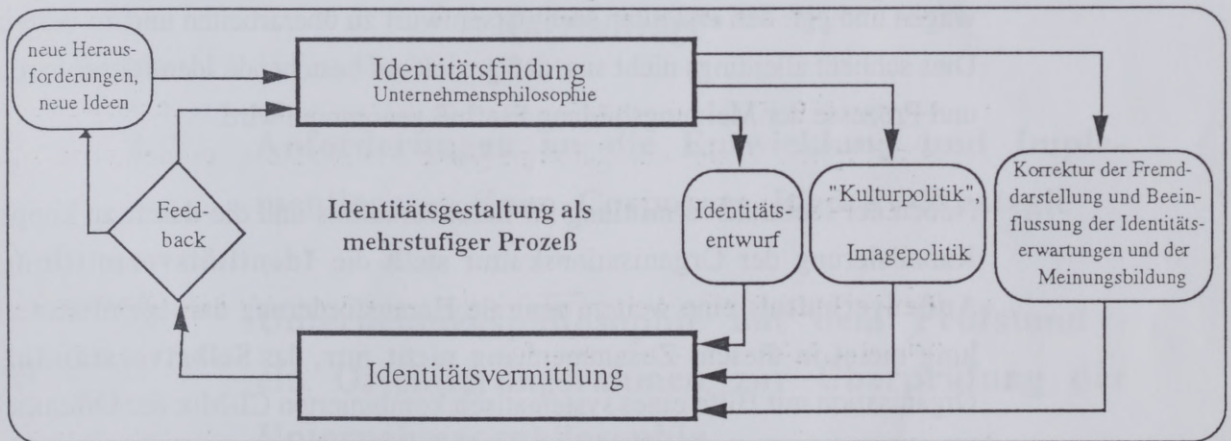 neue Heraus-
forderungen,
neue Ideen
Identitätsfindung
Unternehmensphilosophie
Feed-
back
Identitätsgestaltung als
mehrstufiger Prozeß
Identitäts-
entwurf
"Kulturpolitik",
Imagepolitik
Korrektur der Fremd-
darstellung und Beein-
flussung der Identitäts-
erwartungen und der
Meinungsbildung
Identitätsvermittlung